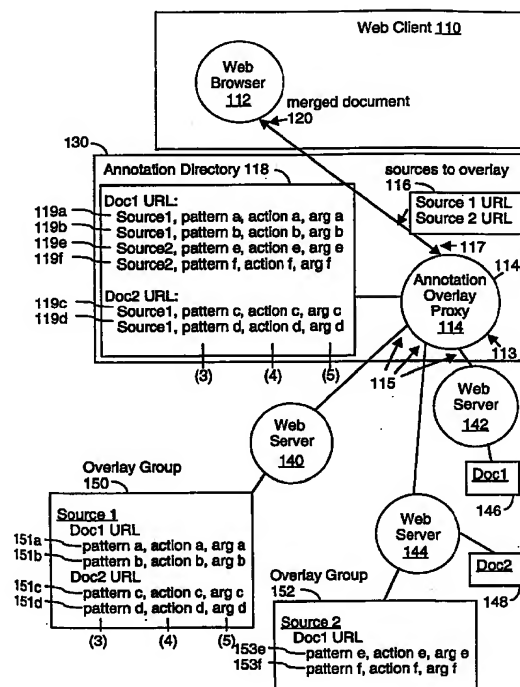 Web Client 110
Web
Browser
112
merged document
120
130
Annotation Directory 118
sources to overlay
116
Source 1 URL
Source 2 URL
Doc1 URL:
119a Source1, pattern a, action a, arg a
119b Source1, pattern b, action b, arg b
119e Source2, pattern e, action e, arg e
119f Source2, pattern f, action f, arg f
117
114
Annotation
Overlay
Proxy
114
Doc2 URL:
119c Source1, pattern c, action c, arg c
119d Source1, pattern d, action d, arg d
113
(3) (4) (5)
115
Web
Server
142
Web
Server
140
Doc1
146
Overlay Group
150
Web
Server
144
Source 1
Doc1 URL
151a pattern a, action a, arg a
151b pattern b, action b, arg b
Doc2 URL
151c pattern c, action c, arg c
151d pattern d, action d, arg d
(3) (4) (5)
Doc2
148
Overlay Group
152
Source 2
Doc1 URL
153e pattern e, action e, arg e
153f pattern f, action f, arg f